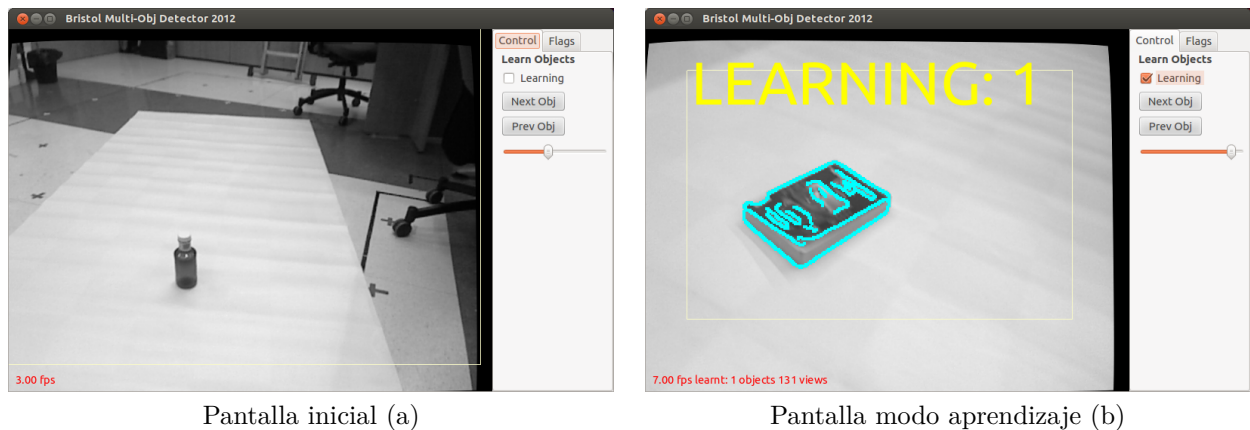 Bristol Multi-Obj Detector 2012
Control Flags
Learn Objects
Learning
Next Obj
Prev Obj
3.00 fps
Pantalla inicial (a)
Bristol Multi-Obj Detector 2012
LEARNING: 1
Control Flags
Learn Objects
Learning
Next Obj
Prev Obj
7.00 fps learnt: 1 objects 131 views
Pantalla modo aprendizaje (b)